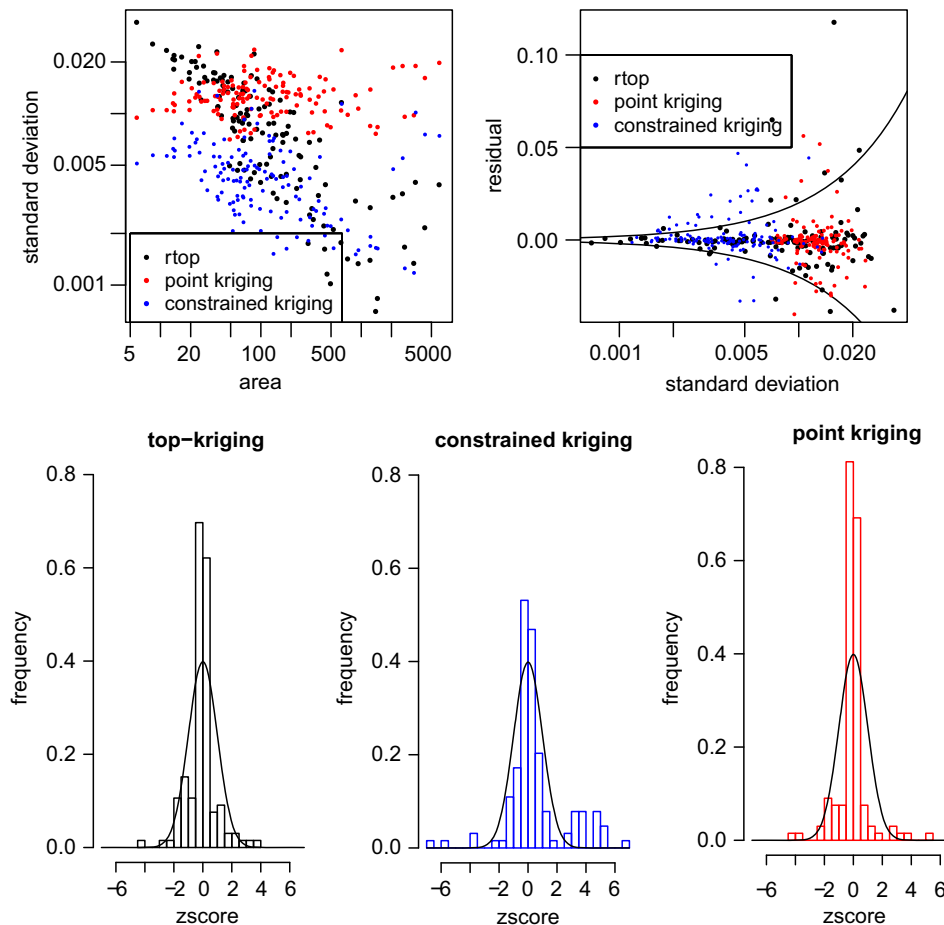 standard deviation
0.020
0.005
0.001
rtop
point kriging
constrained kriging
5 20 100 500 5000
area
residual
0.10
0.05
0.00
rtop
point kriging
constrained kriging
0.001 0.005 0.020
standard deviation
top−kriging
frequency
0.8
0.6
0.4
0.2
0.0
−6 −2 0 2 4 6
zscore
constrained kriging
frequency
0.8
0.6
0.4
0.2
0.0
−6 −2 0 2 4 6
zscore
point kriging
frequency
0.8
0.6
0.4
0.2
0.0
−6 −2 0 2 4 6
zscore